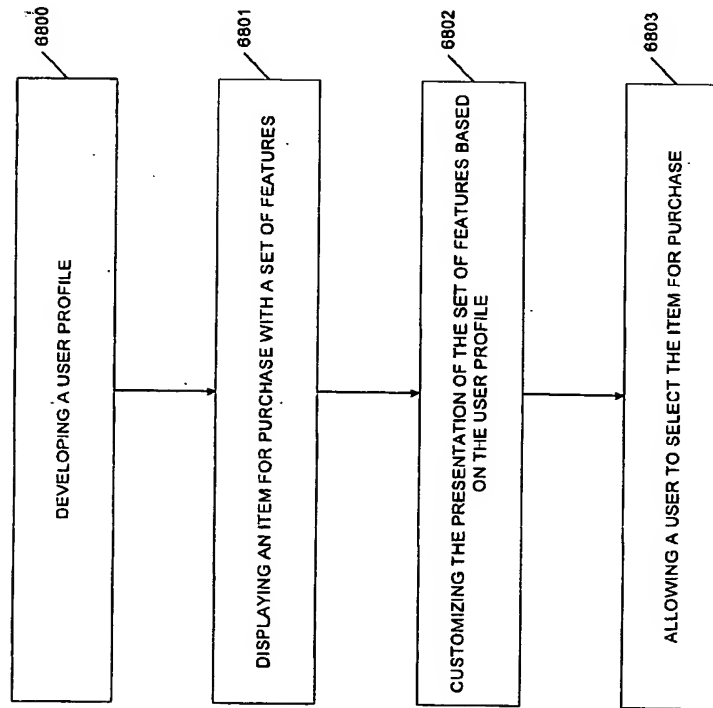 6800
DEVELOPING A USER PROFILE
6801
DISPLAYING AN ITEM FOR PURCHASE WITH A SET OF FEATURES
6802
CUSTOMIZING THE PRESENTATION OF THE SET OF FEATURES BASED
ON THE USER PROFILE
6803
ALLOWING A USER TO SELECT THE ITEM FOR PURCHASE